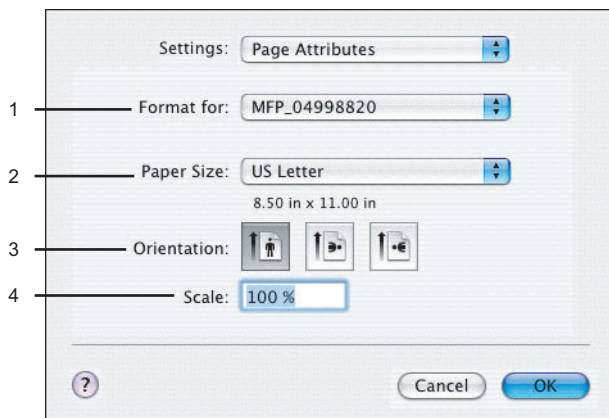 Settings: Page Attributes
1 Format for: MFP_04998820
2 Paper Size: US Letter
8.50 in x 11.00 in
3 Orientation:
4 Scale: 100 %
? Cancel OK